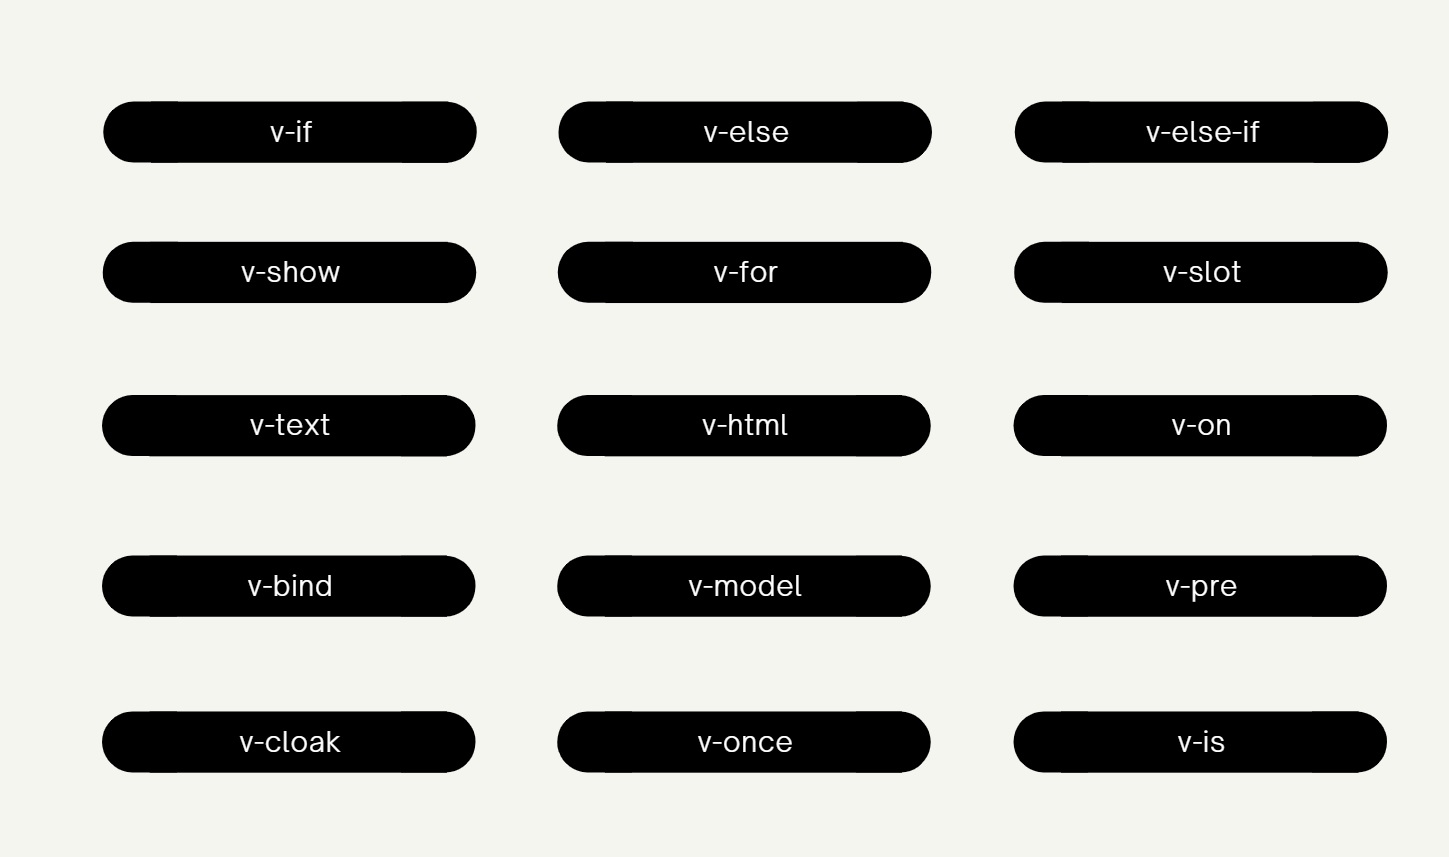 v-if
v-else
v-else-if
v-show
v-for
v-slot
v-text
v-html
v-on
v-bind
v-model
v-pre
v-cloak
v-once
v-is